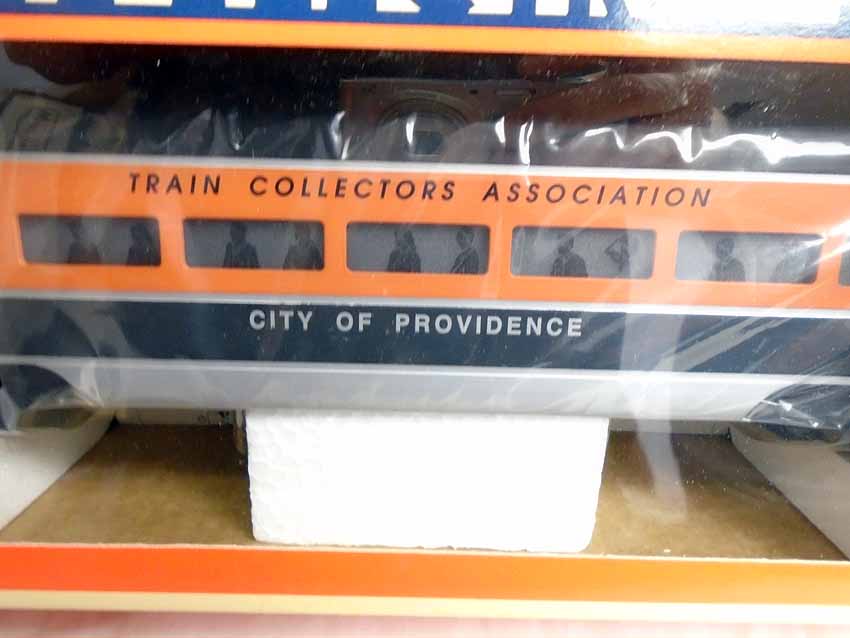 TRAIN COLLECTORS ASSOCIATION
CITY OF PROVIDENCE